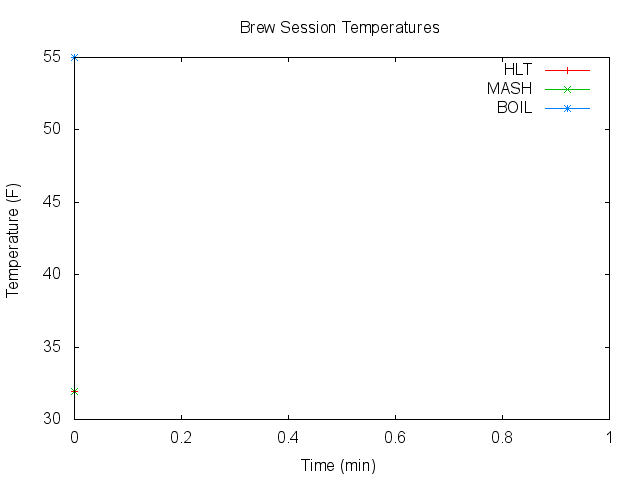 Brew Session Temperatures
HLT
MASH
BOIL
55
50
45
40
35
30
Temperature (F)
0 0.2 0.4 0.6 0.8 1
Time (min)